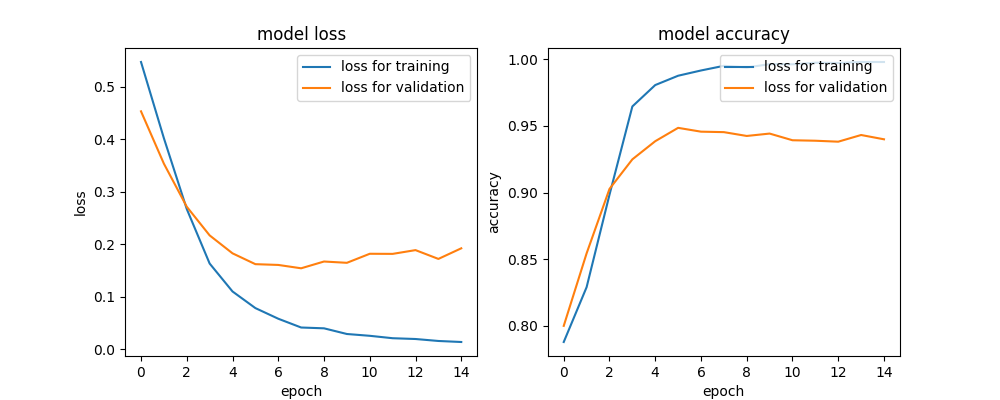 model loss
loss for training
loss for validation
0.5
0.4
0.3
0.2
0.1
0.0
loss
0 2 4 6 8 10 12 14
epoch
model accuracy
loss for training
loss for validation
1.00
0.95
0.90
0.85
0.80
accuracy
0 2 4 6 8 10 12 14
epoch